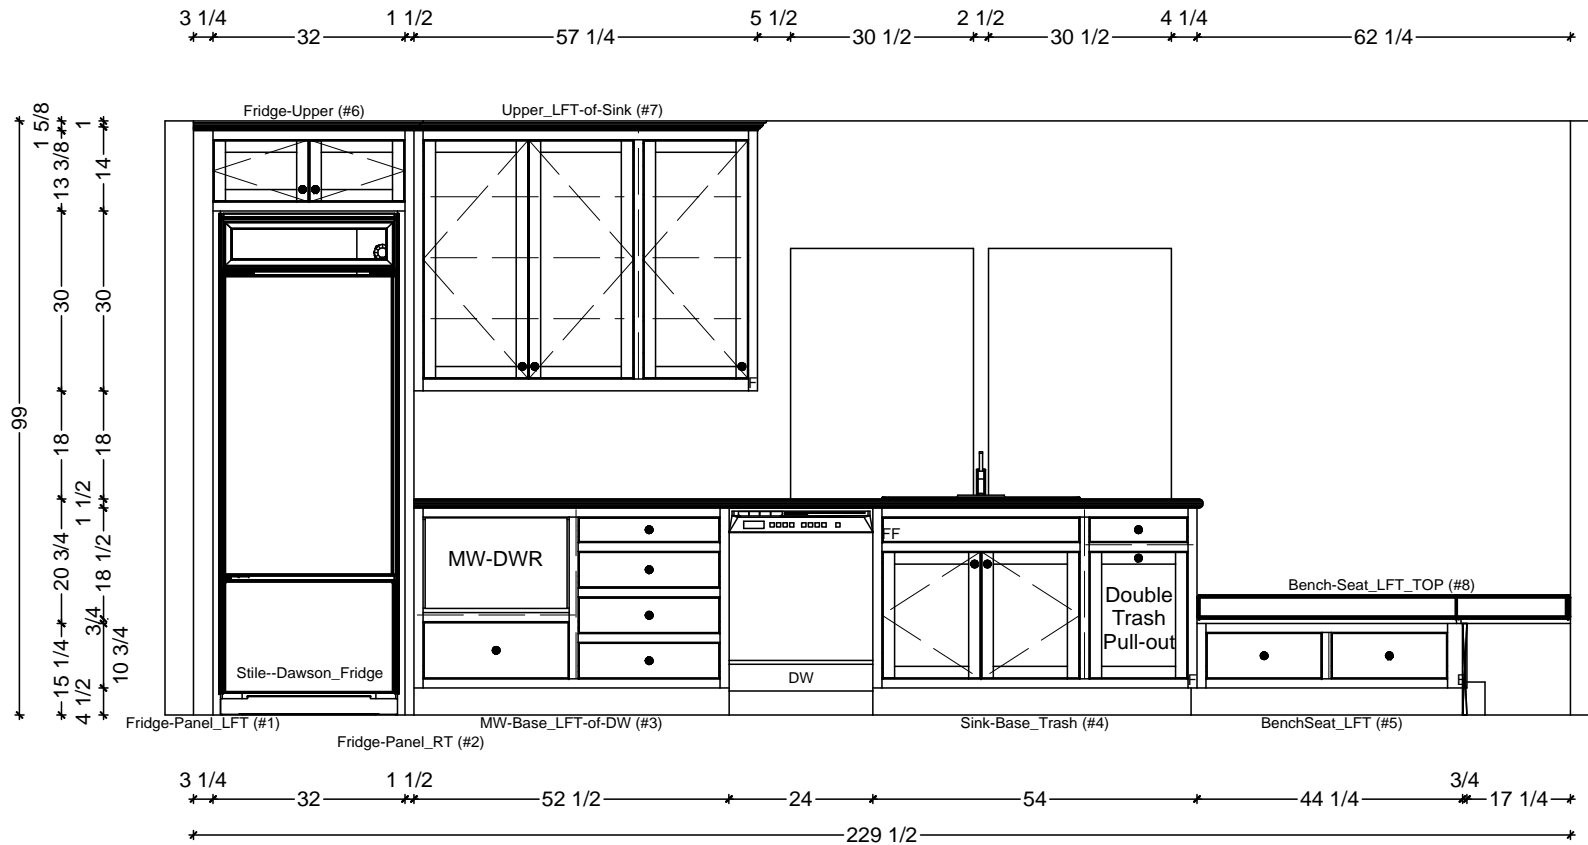 3 1/4
1 1/2
5 1/2
2 1/2
4 1/4
32
57 1/4
30 1/2
30 1/2
62 1/4
Fridge-Upper (#6)
Upper_LFT-of-Sink (#7)
99
1 5/8
13 3/8
30
18
1 1/2
20 3/4
15 1/4
4 1/2
1
14
30
18
18 1/2
3/4
10 3/4
F
MW-DWR
FF
Double
Trash
Pull-out
Bench-Seat_LFT_TOP (#8)
Stile--Dawson_Fridge
DW
F
Fridge-Panel_LFT (#1)
MW-Base_LFT-of-DW (#3)
Sink-Base_Trash (#4)
BenchSeat_LFT (#5)
Fridge-Panel_RT (#2)
3 1/4
1 1/2
3/4
32
52 1/2
24
54
44 1/4
17 1/4
229 1/2